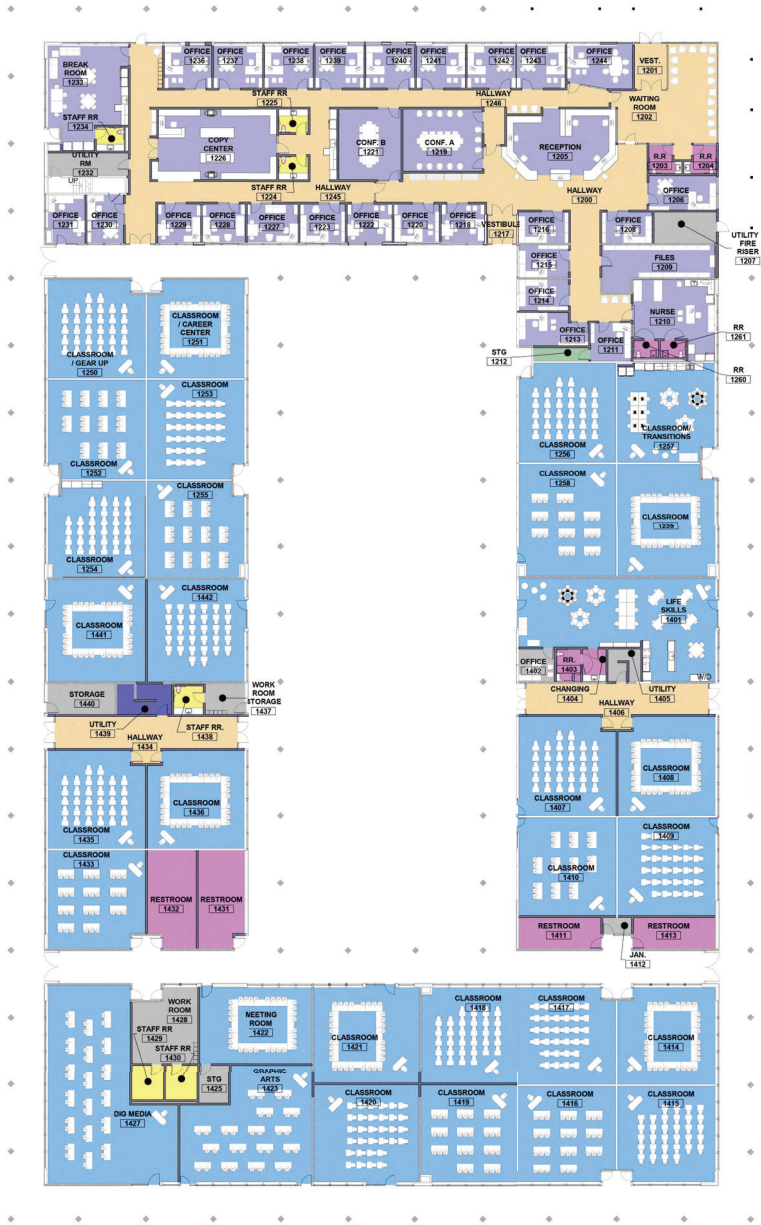 OFFICE
1236
OFFICE
1237
OFFICE
1238
OFFICE
1239
OFFICE
1240
OFFICE
1241
OFFICE
1242
OFFICE
1243
OFFICE
1244
VEST.
1201
BREAK
ROOM
1233
STAFF RR
1225
HALLWAY
1246
WAITING
ROOM
1202
STAFF RR
1234
COPY
CENTER
1226
CONF. B
1221
CONF. A
1219
RECEPTION
1205
R.R
1203
R.R
1204
UTILITY
RM
1232
UP
STAFF RR
1224
HALLWAY
1245
HALLWAY
1200
OFFICE
1206
OFFICE
1231
OFFICE
1230
OFFICE
1229
OFFICE
1228
OFFICE
1227
OFFICE
1223
OFFICE
1222
OFFICE
1220
OFFICE
1218
VESTIBULE
1217
OFFICE
1216
OFFICE
1208
UTILITY
FIRE
RISER
1207
OFFICE
1215
FILES
1209
OFFICE
1214
NURSE
1210
OFFICE
1213
OFFICE
1211
RR
1261
STG
1212
RR
1260
CLASSROOM
/ GEAR UP
1250
CLASSROOM
/ CAREER
CENTER
1251
CLASSROOM
1253
CLASSROOM
1252
CLASSROOM
1256
CLASSROOM/
TRANSITIONS
1257
CLASSROOM
1255
CLASSROOM
1258
CLASSROOM
1259
CLASSROOM
1254
CLASSROOM
1442
CLASSROOM
1441
LIFE
SKILLS
1401
OFFICE
1402
RR.
1403
W/D
STORAGE
1440
WORK
ROOM
STORAGE
1437
CHANGING
1404
UTILITY
1405
UTILITY
1439
STAFF RR.
1438
HALLWAY
1434
HALLWAY
1406
CLASSROOM
1435
CLASSROOM
1436
CLASSROOM
1407
CLASSROOM
1408
CLASSROOM
1433
CLASSROOM
1409
CLASSROOM
1410
RESTROOM
1432
RESTROOM
1431
RESTROOM
1411
RESTROOM
1413
JAN.
1412
WORK
ROOM
1428
NEETING
ROOM
1422
CLASSROOM
1421
CLASSROOM
1418
CLASSROOM
1417
CLASSROOM
1414
STAFF RR
1429
STAFF RR
1430
STG
1425
GRAPHIC
ARTS
1423
DIG MEDIA
1427
CLASSROOM
1420
CLASSROOM
1419
CLASSROOM
1416
CLASSROOM
1415